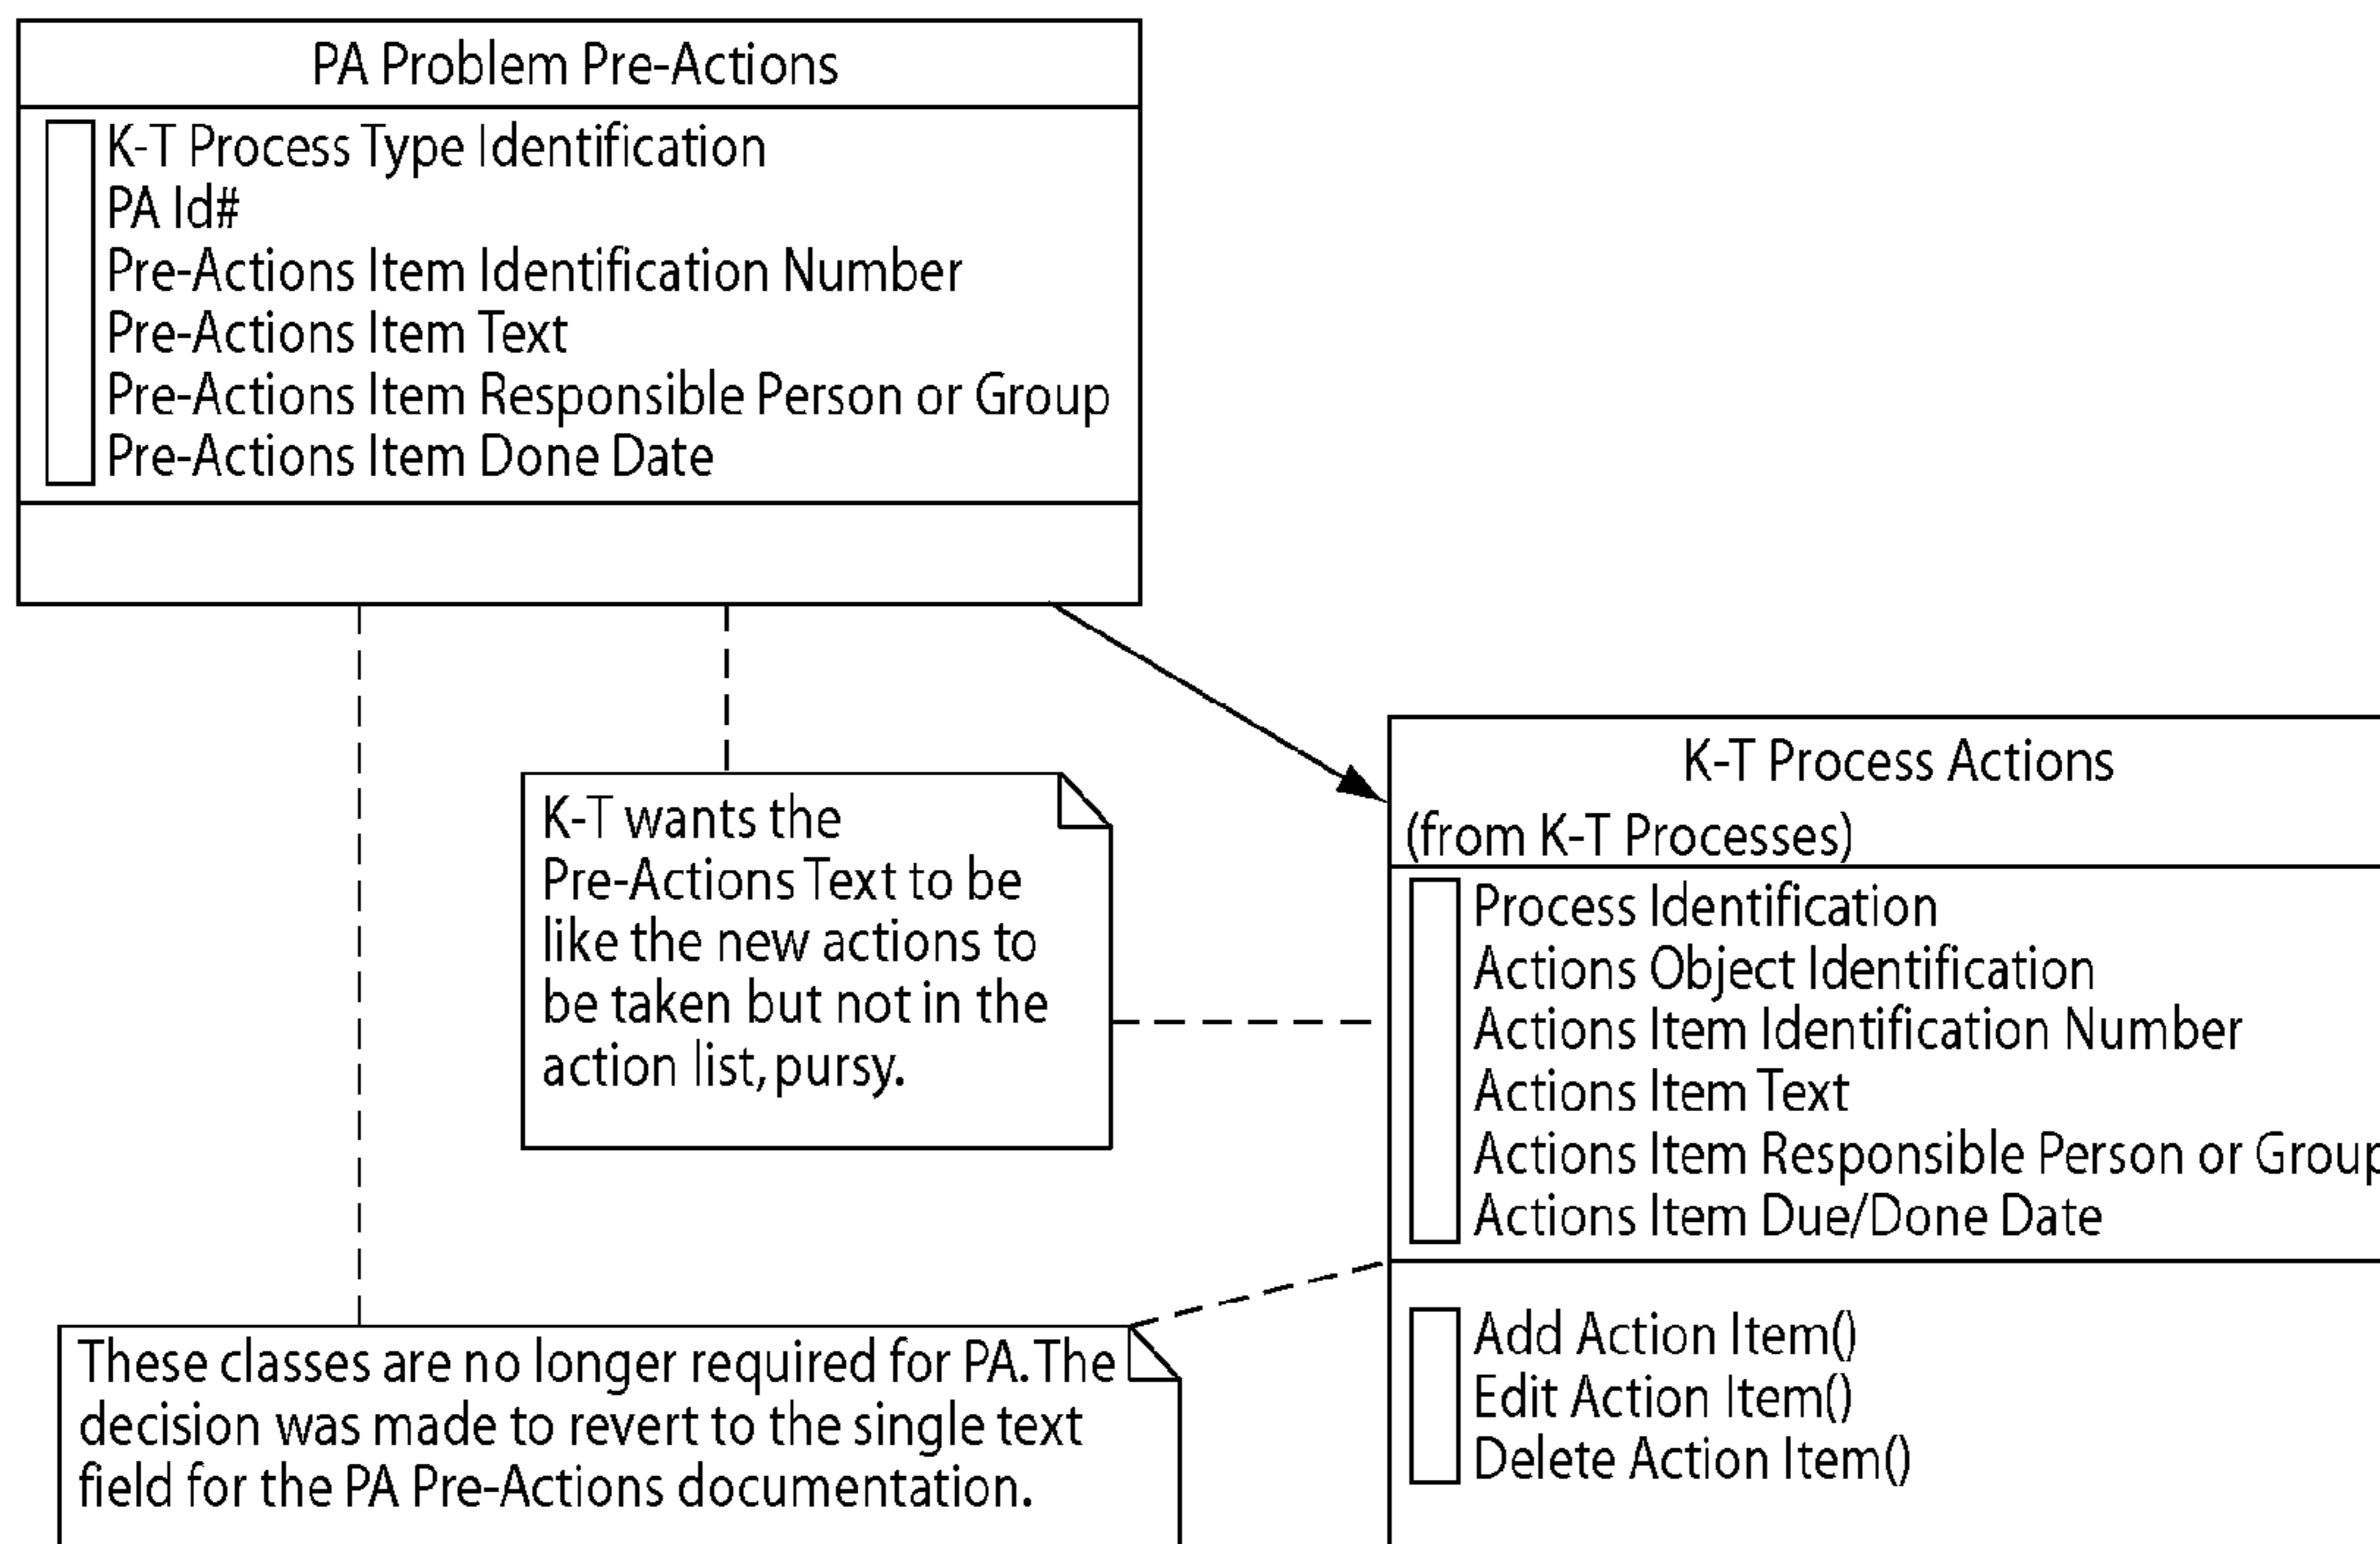 PA Problem Pre-Actions
K-T Process Type Identification
PA Id#
Pre-Actions Item Identification Number
Pre-Actions Item Text
Pre-Actions Item Responsible Person or Group
Pre-Actions Item Done Date
K-T wants the
Pre-Actions Text to be
like the new actions to
be taken but not in the
action list, pursy.
K-T Process Actions
(from K-T Processes)
Process Identification
Actions Object Identification
Actions Item Identification Number
Actions Item Text
Actions Item Responsible Person or Group
Actions Item Due/Done Date
Add Action Item()
Edit Action Item()
Delete Action Item()
These classes are no longer required for PA. The
decision was made to revert to the single text
field for the PA Pre-Actions documentation.